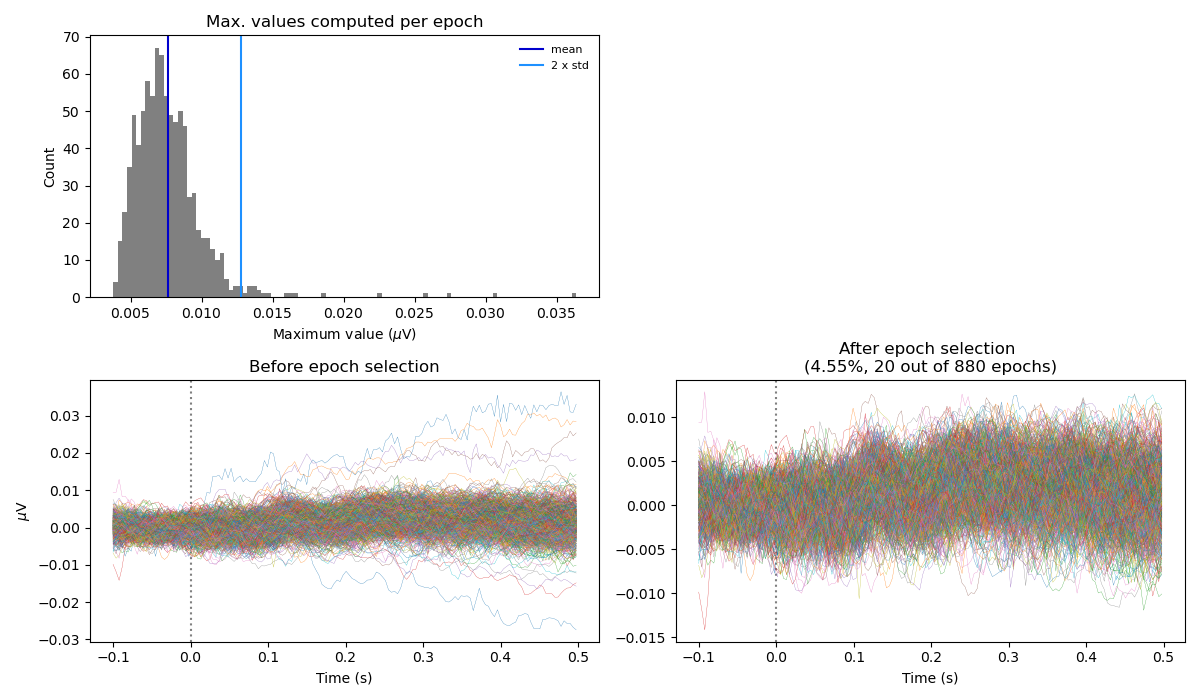 Max. values computed per epoch
70
60
50
40
30
20
10
0
Count
mean
2 x std
0.005 0.010 0.015 0.020 0.025 0.030 0.035
Maximum value (μV)
Before epoch selection
0.03
0.02
0.01
0.00
−0.01
−0.02
−0.03
μV
−0.1 0.0 0.1 0.2 0.3 0.4 0.5
Time (s)
After epoch selection
(4.55%, 20 out of 880 epochs)
0.010
0.005
0.000
−0.005
−0.010
−0.015
−0.1 0.0 0.1 0.2 0.3 0.4 0.5
Time (s)